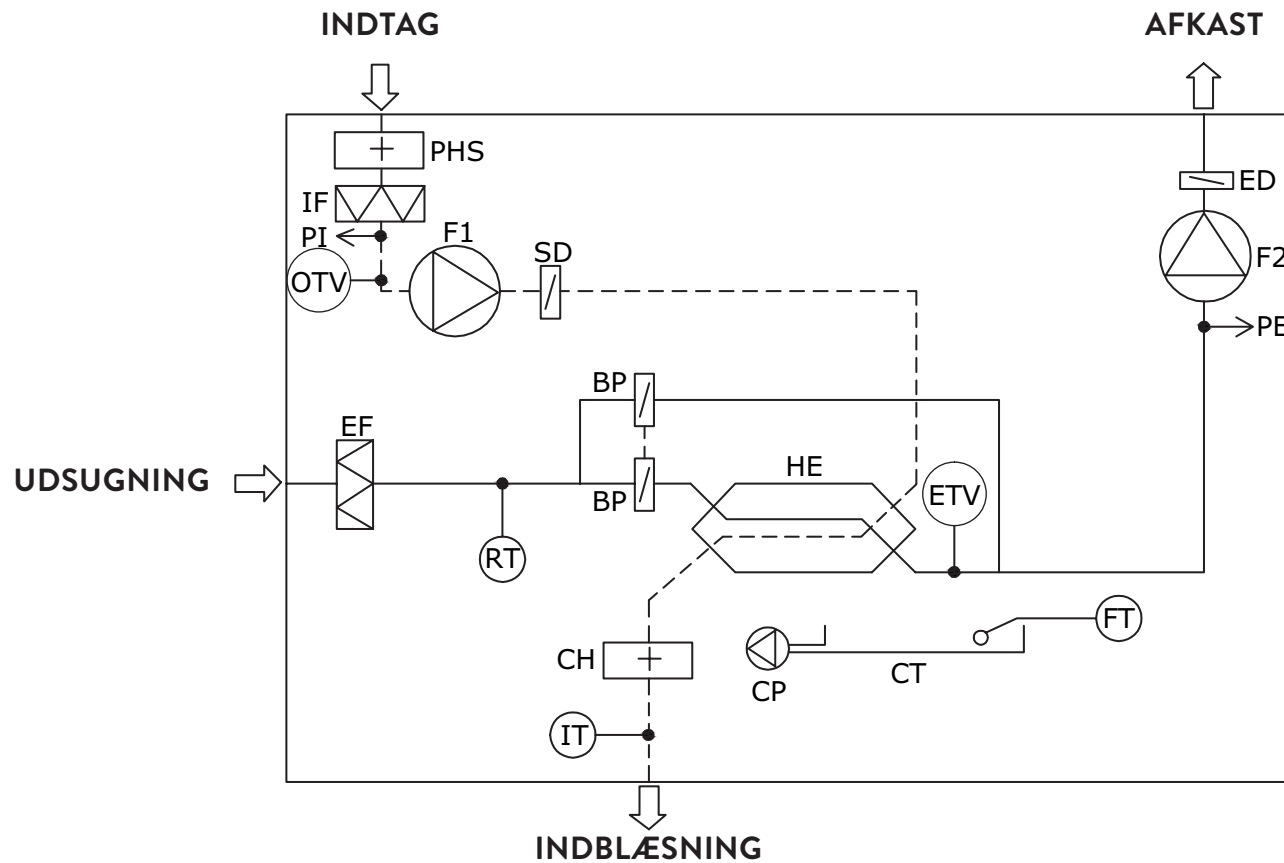 INDTAG
AFKAST
PHS
IF
ED
PI
F1
OTV
SD
F2
PE
BP
EF
UDSUGNING
HE
ETV
BP
RT
FT
CH
CT
CP
IT
INDBLÆSNING